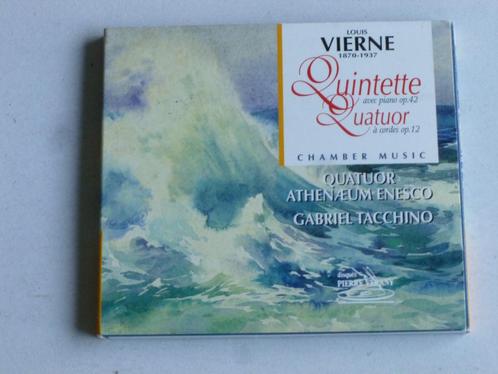 LOUIS
VIERNE
1870-1937
Quintette
avec piano op.42
Quatuor
à cordes op.12
CHAMBER MUSIC
QUATUOR
ATHENÆUM-ENESCO
GABRIEL TACCHINO
disques
PIERRE VERANY